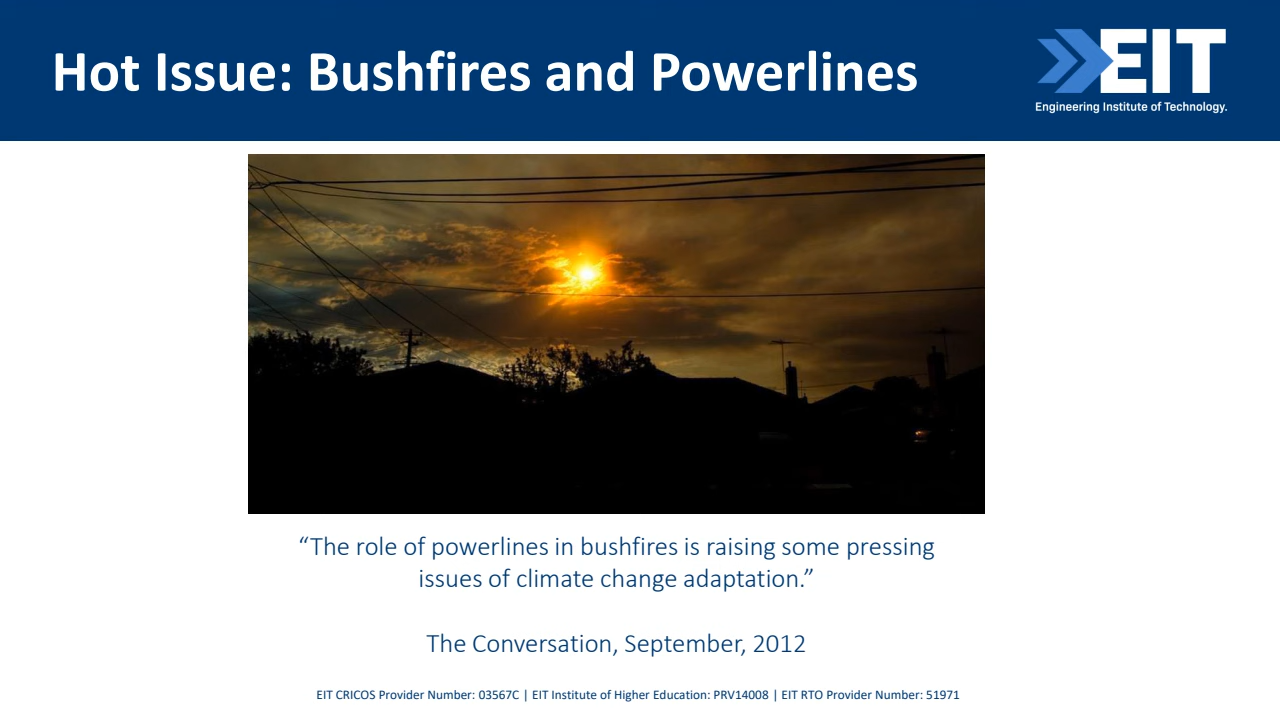 Hot Issue: Bushfires and Powerlines
EIT
Engineering Institute of Technology.
“The role of powerlines in bushfires is raising some pressing
issues of climate change adaptation.”
The Conversation, September, 2012
EIT CRICOS Provider Number: 03567C | EIT Institute of Higher Education: PRV14008 | EIT RTO Provider Number: 51971